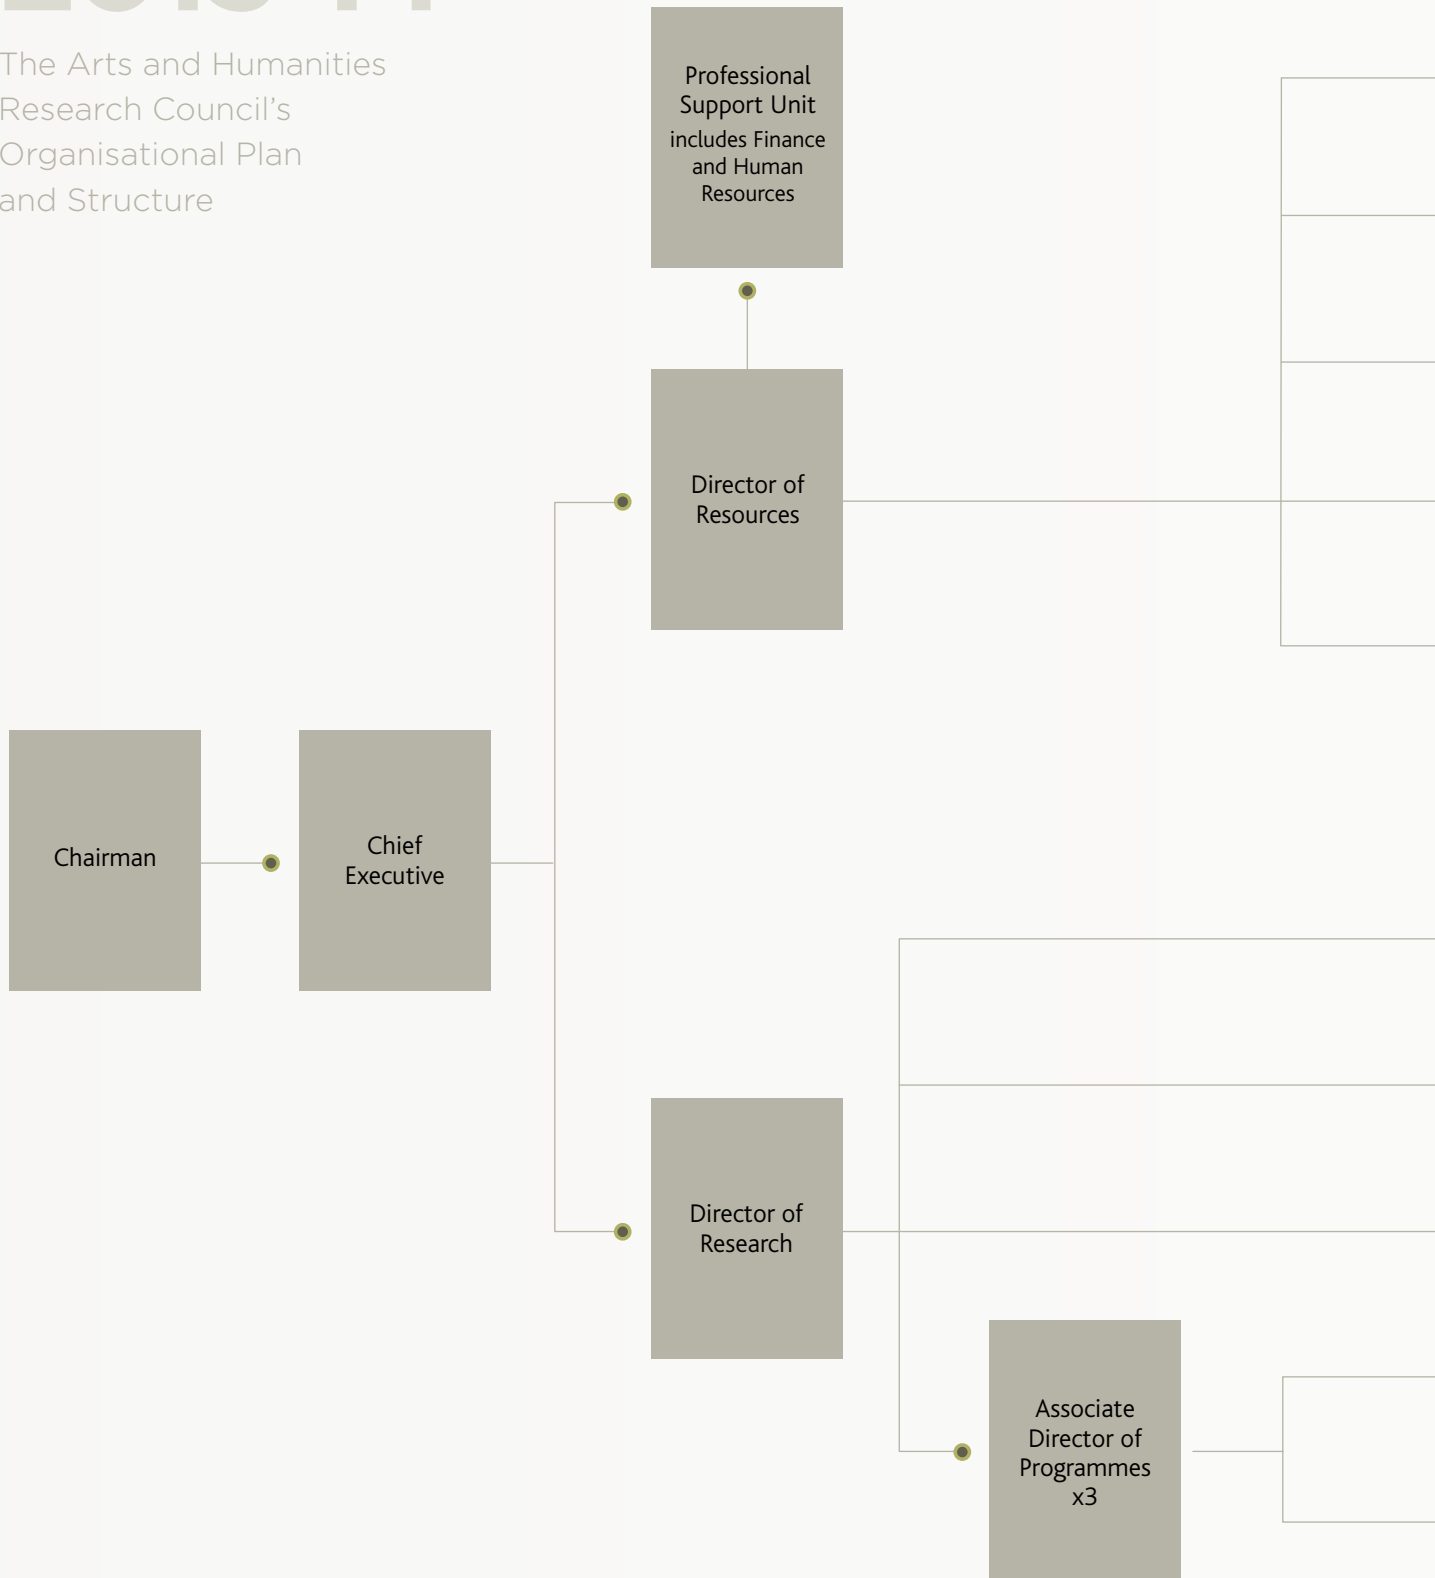 The Arts and Humanities
Research Council's
Organisational Plan
and Structure
Professional
Support Unit
includes Finance
and Human
Resources
Director of
Resources
Chairman
Chief
Executive
Director of
Research
Associate
Director of
Programmes
x3